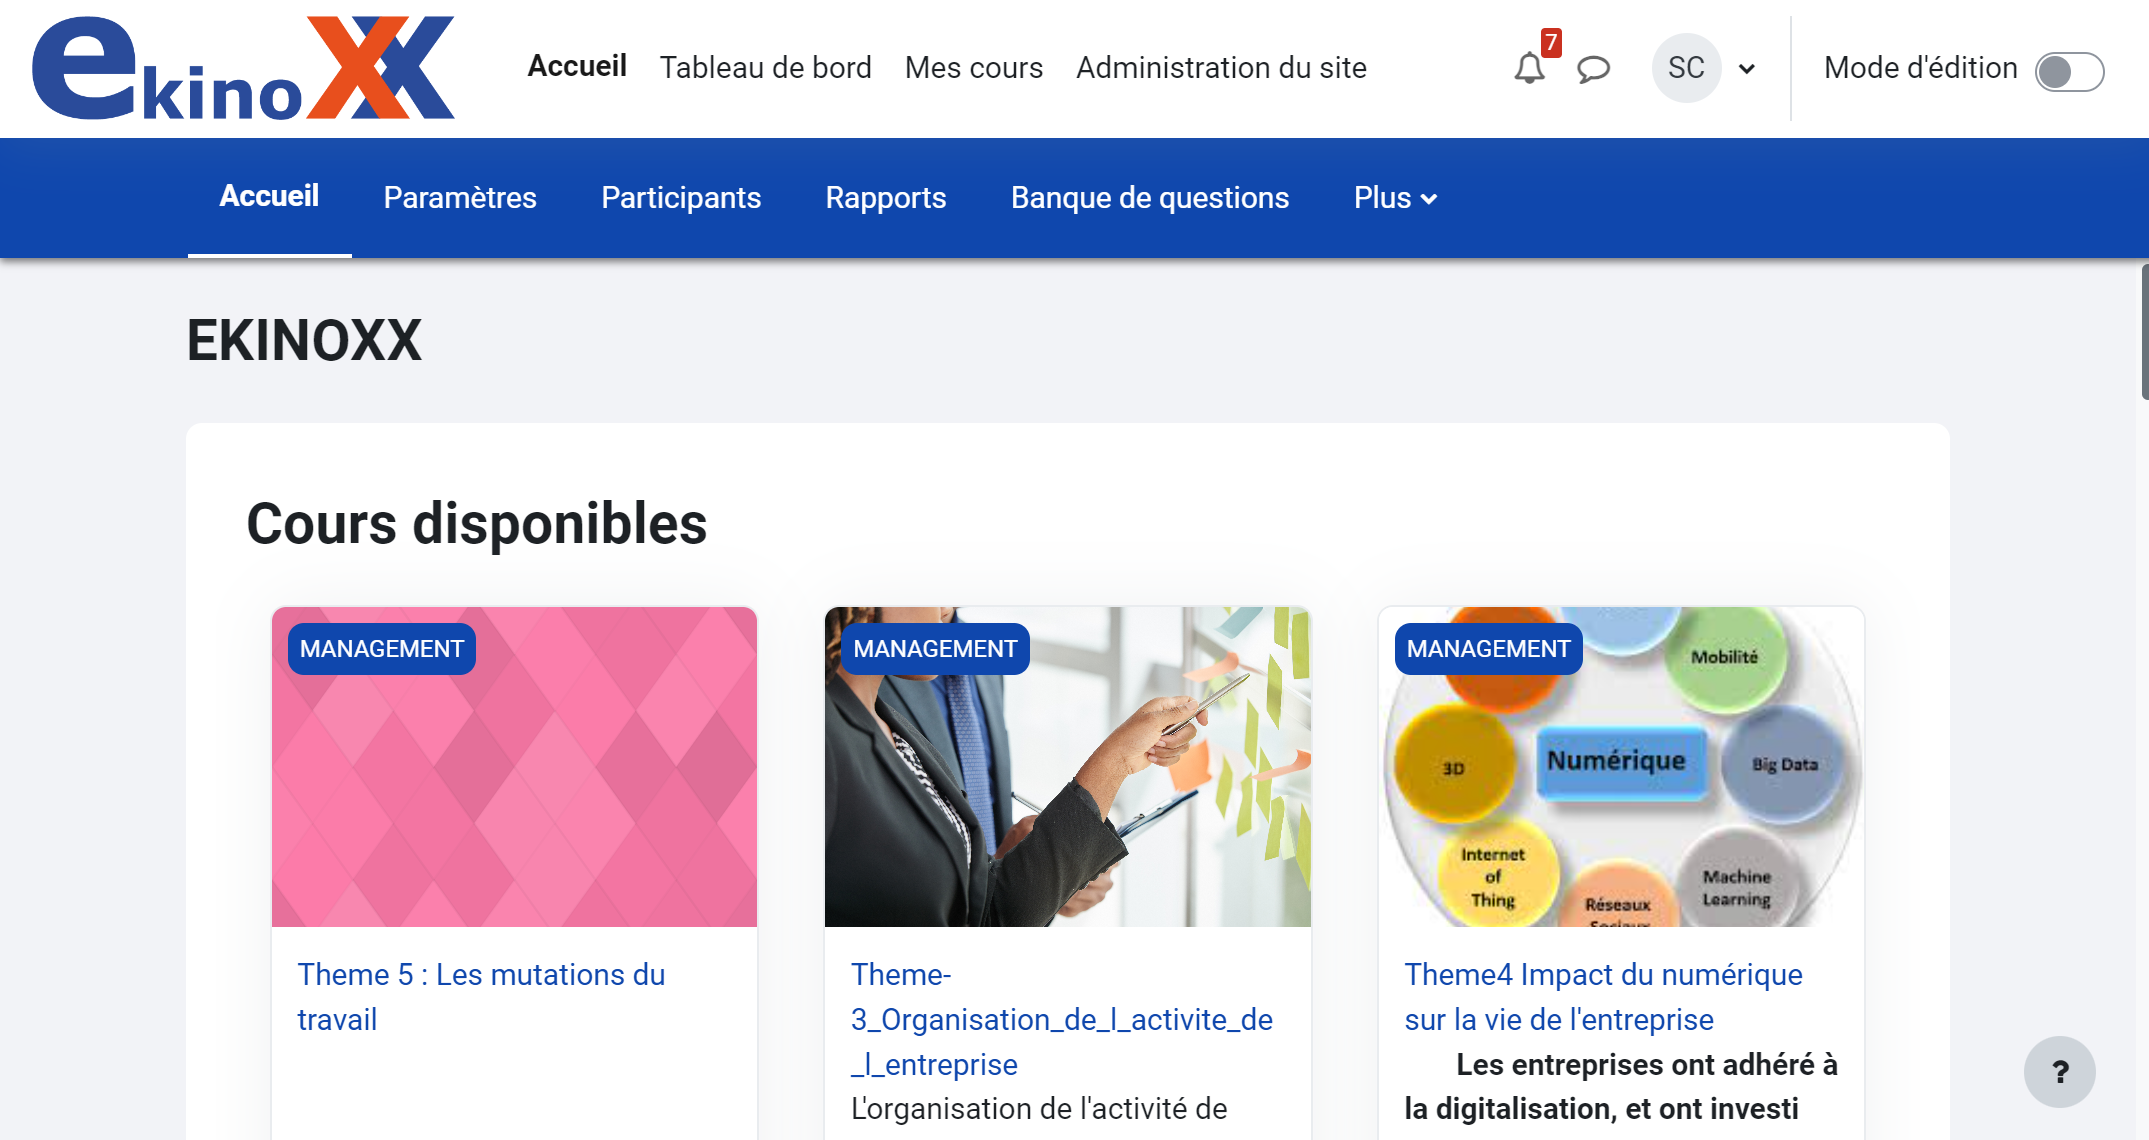 ekinoXX
Accueil Tableau de bord Mes cours Administration du site 7 SC Mode d'édition
Accueil Paramètres Participants Rapports Banque de questions Plus
EKINOXX
Cours disponibles
MANAGEMENT
Theme 5 : Les mutations du
travail
MANAGEMENT
Theme-
3_Organisation_de_l_activite_de
_l_entreprise
L'organisation de l'activité de
MANAGEMENT
Mobilité
3D
Numérique
Big Data
Internet
of
Thing
Réseaux
Sociaux
Machine
Learning
Theme4 Impact du numérique
sur la vie de l'entreprise
Les entreprises ont adhéré à
la digitalisation, et ont investi
?